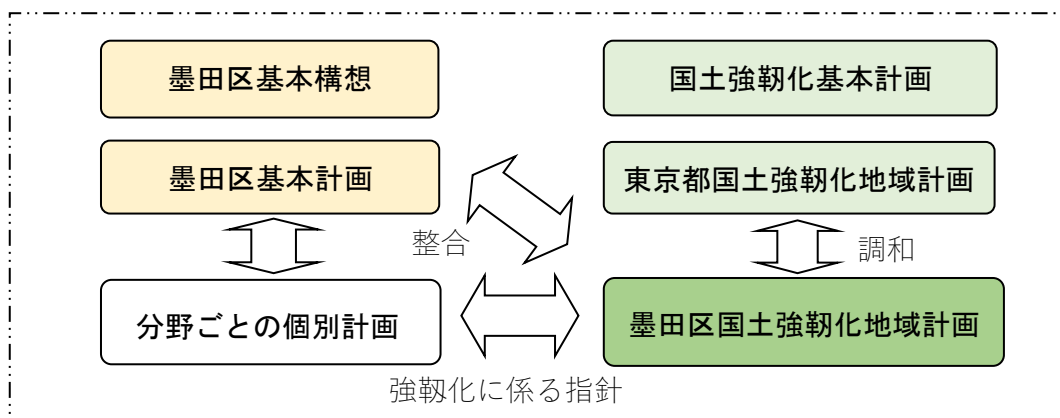 墨田区基本構想
国土強靭化基本計画
墨田区基本計画
東京都国土強靭化地域計画
整合
調和
分野ごとの個別計画
墨田区国土強靭化地域計画
強靱化に係る指針